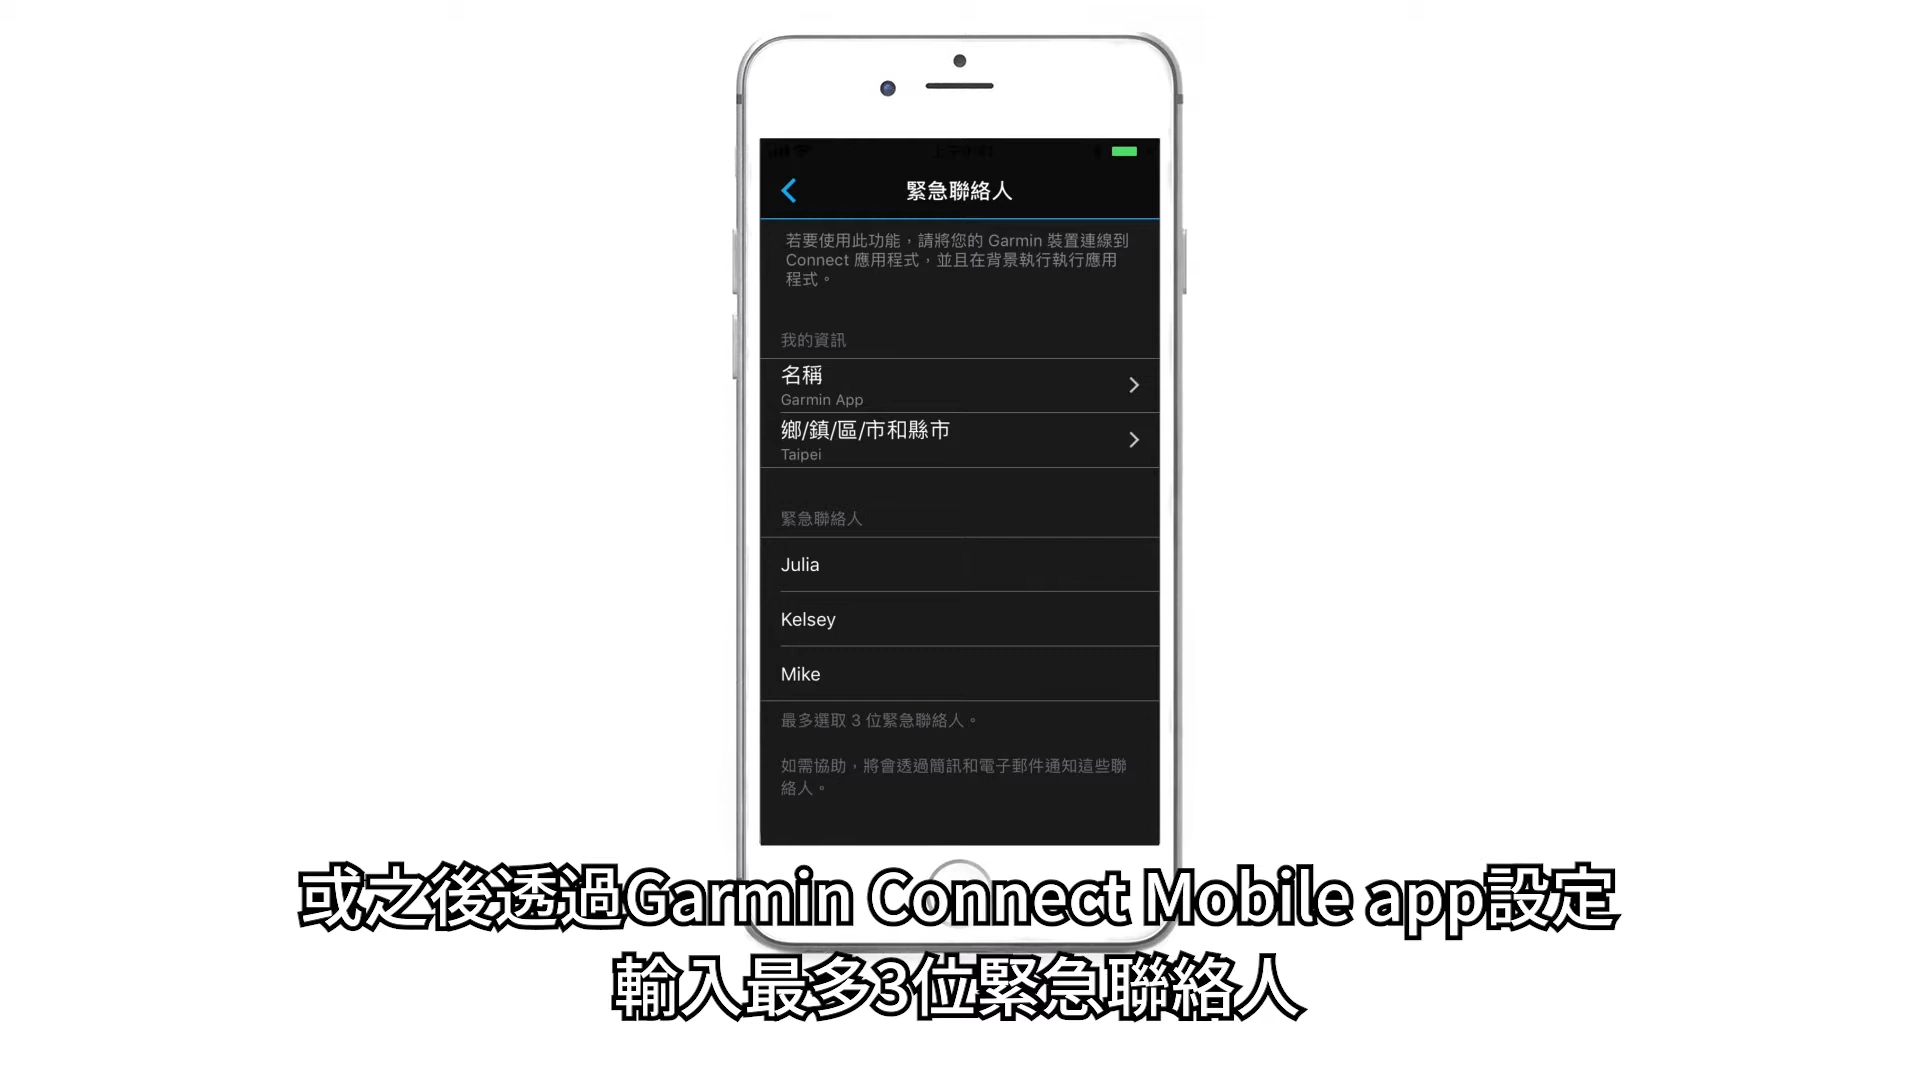 緊急聯絡人
若要使用此功能，請將您的 Garmin 裝置連線到
Connect 應用程式，並且在背景執行執行應用
程式。
我的資訊
名稱
Garmin App
鄉/鎮/區/市和縣市
Taipei
緊急聯絡人
Julia
Kelsey
Mike
最多選取 3 位緊急聯絡人。
如需協助，將會透過簡訊和電子郵件通知這些聯
絡人。
或之後透過Garmin Connect Mobile app設定
輸入最多3位緊急聯絡人